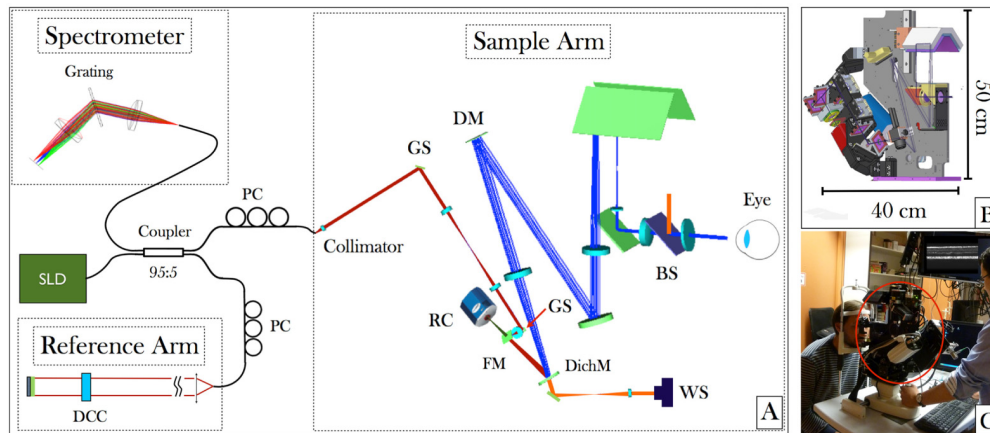 Spectrometer
Grating
Sample Arm
DM
GS
PC
Coupler
95:5
Collimator
SLD
PC
RC
GS
FM
BS
Eye
DichM
WS
Reference Arm
DCC
A
50 cm
40 cm
B
C